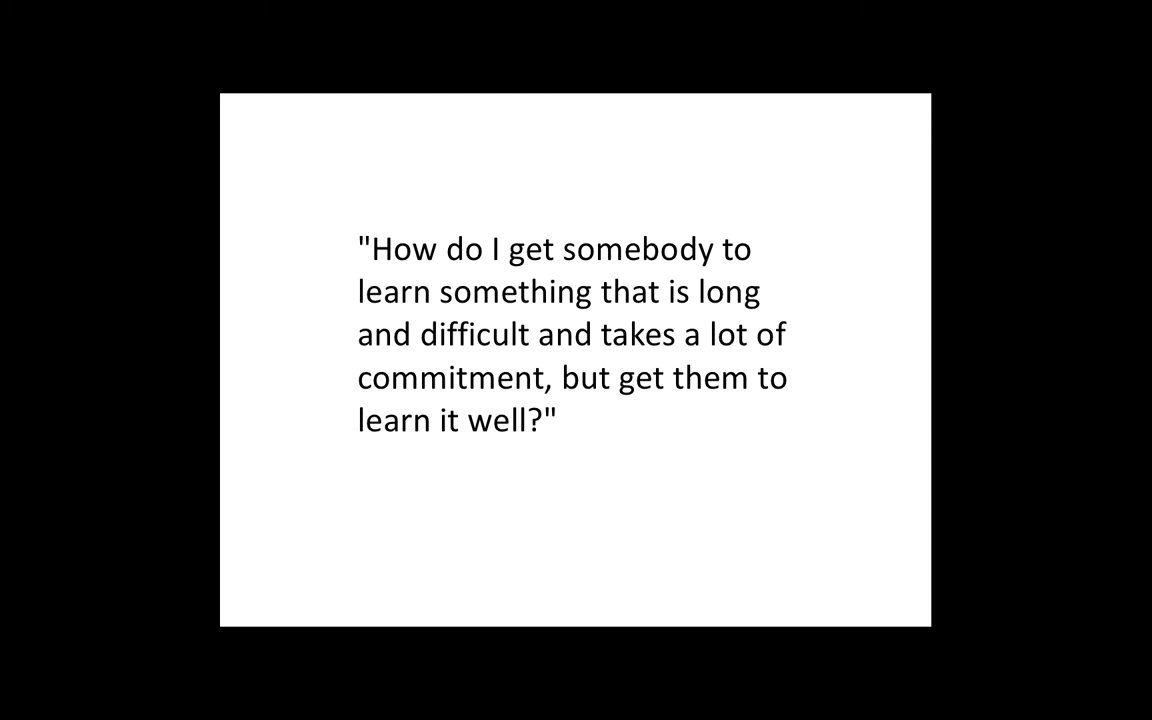 "How do I get somebody to
learn something that is long
and difficult and takes a lot of
commitment, but get them to
learn it well?"